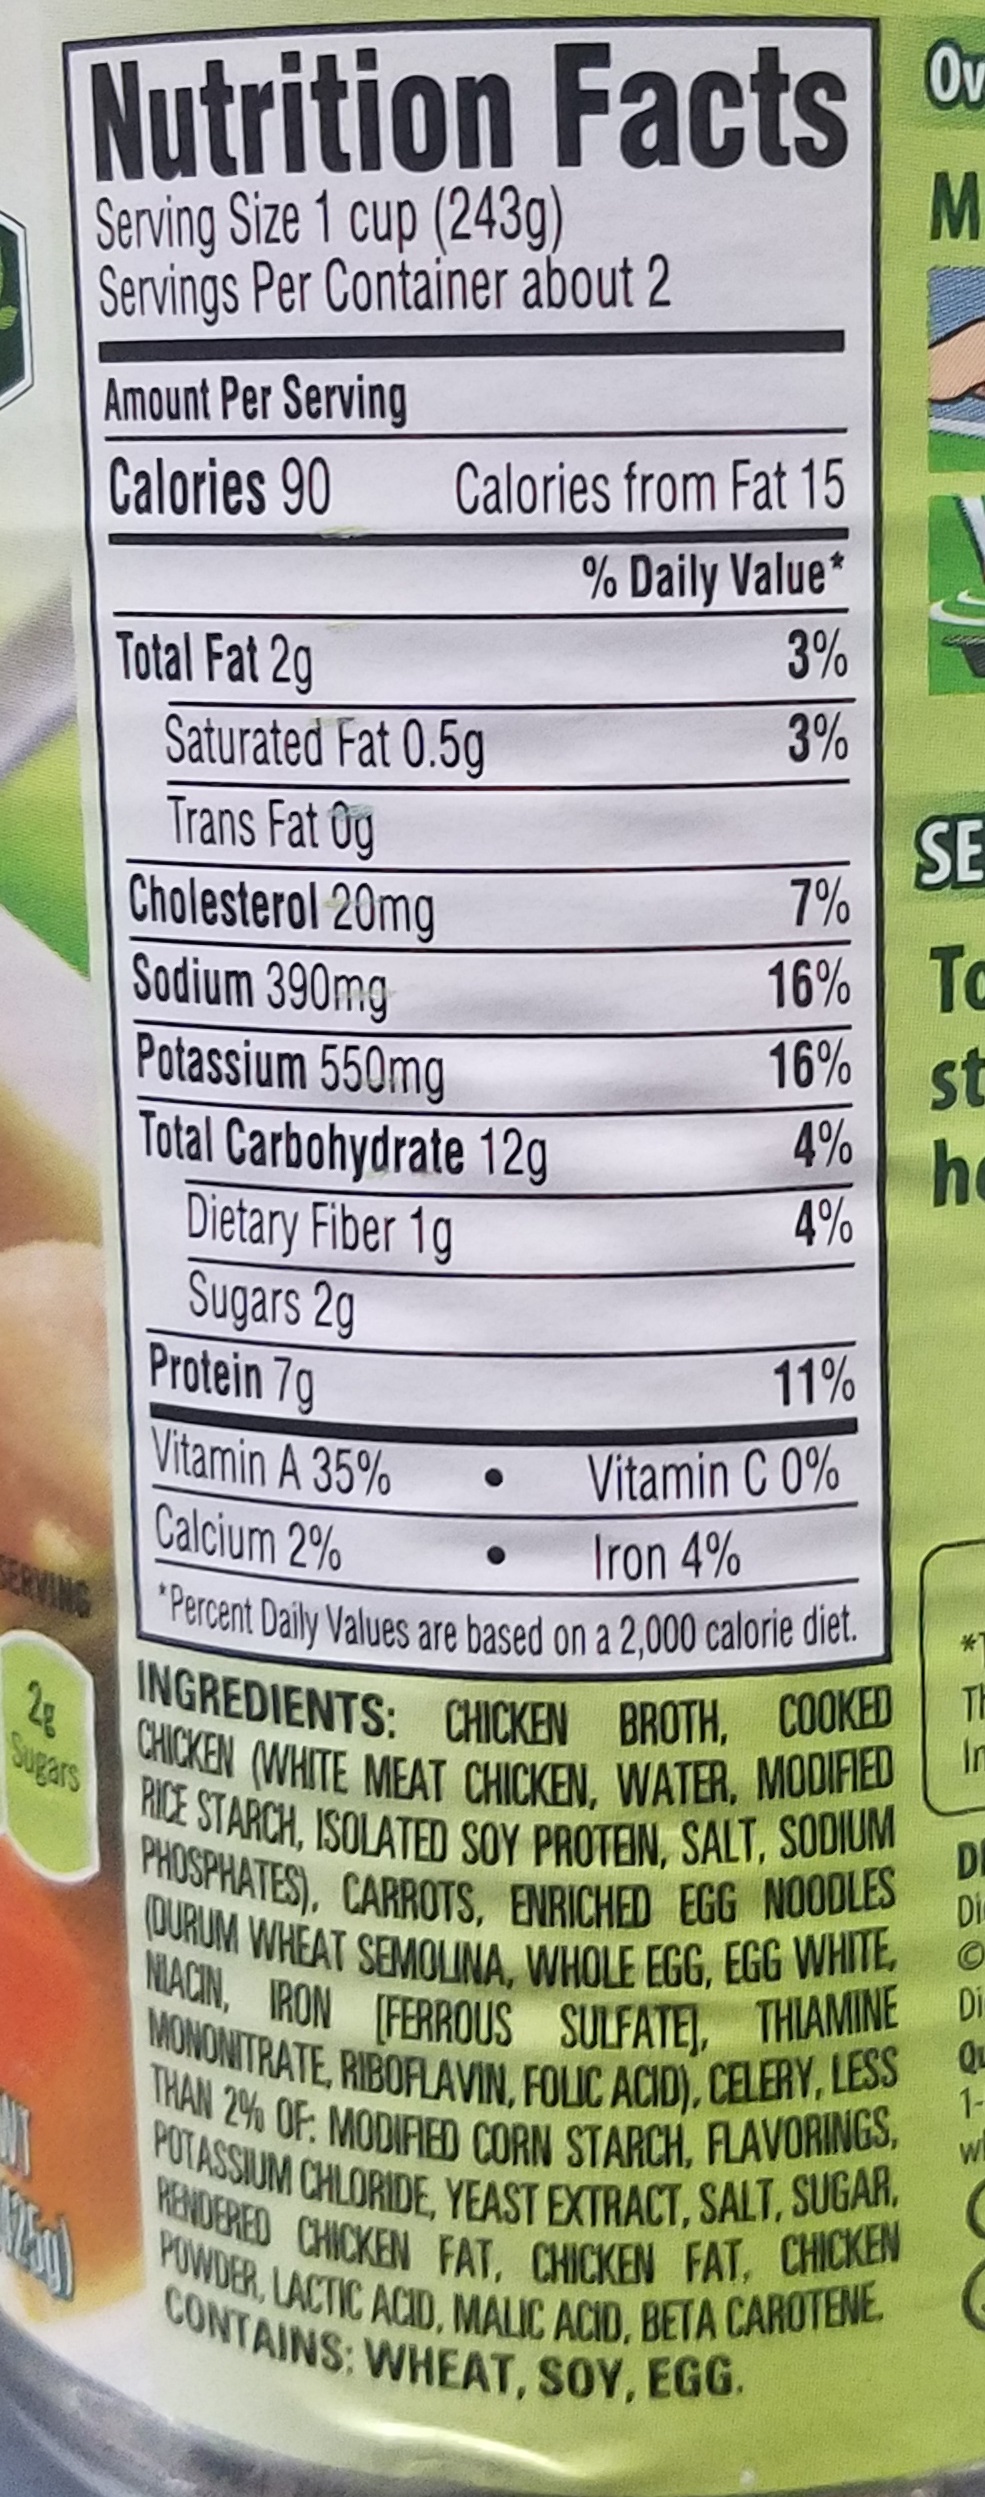 Nutrition Facts
Serving Size 1 cup (243g)
Servings Per Container about 2
Amount Per Serving
Calories 90 Calories from Fat 15
% Daily Value*
Total Fat 2g 3%
Saturated Fat 0.5g 3%
Trans Fat 0g
Cholesterol 20mg 7%
Sodium 390mg 16%
Potassium 550mg 16%
Total Carbohydrate 12g 4%
Dietary Fiber 1g 4%
Sugars 2g
Protein 7g 11%
Vitamin A 35% • Vitamin C 0%
Calcium 2% • Iron 4%
*Percent Daily Values are based on a 2,000 calorie diet.
INGREDIENTS: CHICKEN BROTH, COOKED
CHICKEN (WHITE MEAT CHICKEN, WATER, MODIFIED
RICE STARCH, ISOLATED SOY PROTEIN, SALT, SODIUM
PHOSPHATES), CARROTS, ENRICHED EGG NOODLES
(DURUM WHEAT SEMOLINA, WHOLE EGG, EGG WHITE,
NIACIN, IRON [FERROUS SULFATE], THIAMINE
MONONITRATE, RIBOFLAVIN, FOLIC ACID), CELERY, LESS
THAN 2% OF: MODIFIED CORN STARCH, FLAVORINGS,
POTASSIUM CHLORIDE, YEAST EXTRACT, SALT, SUGAR,
RENDERED CHICKEN FAT, CHICKEN FAT, CHICKEN
POWDER, LACTIC ACID, MALIC ACID, BETA CAROTENE.
CONTAINS: WHEAT, SOY, EGG.
SERVING
2g
Sugars